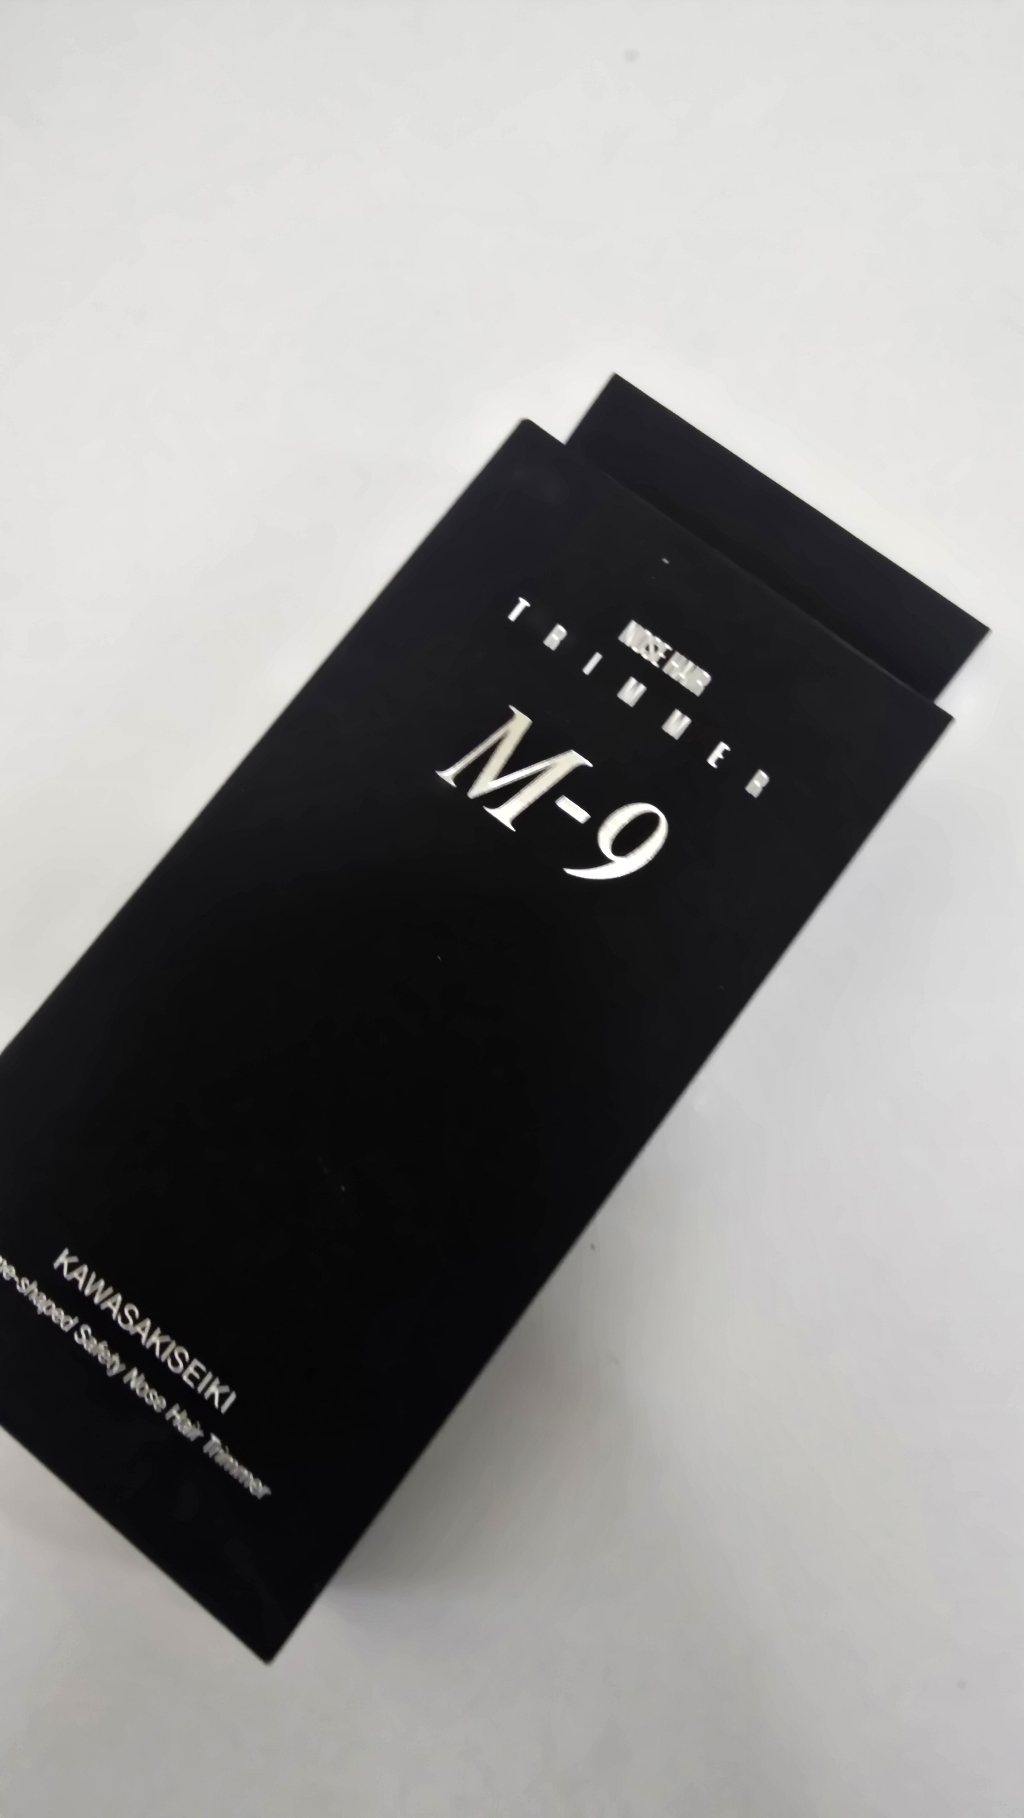 NOSE HAIR
TRIMMER
M-9
KAWASAKISEIKI
Safety Nose Hair Trimmer